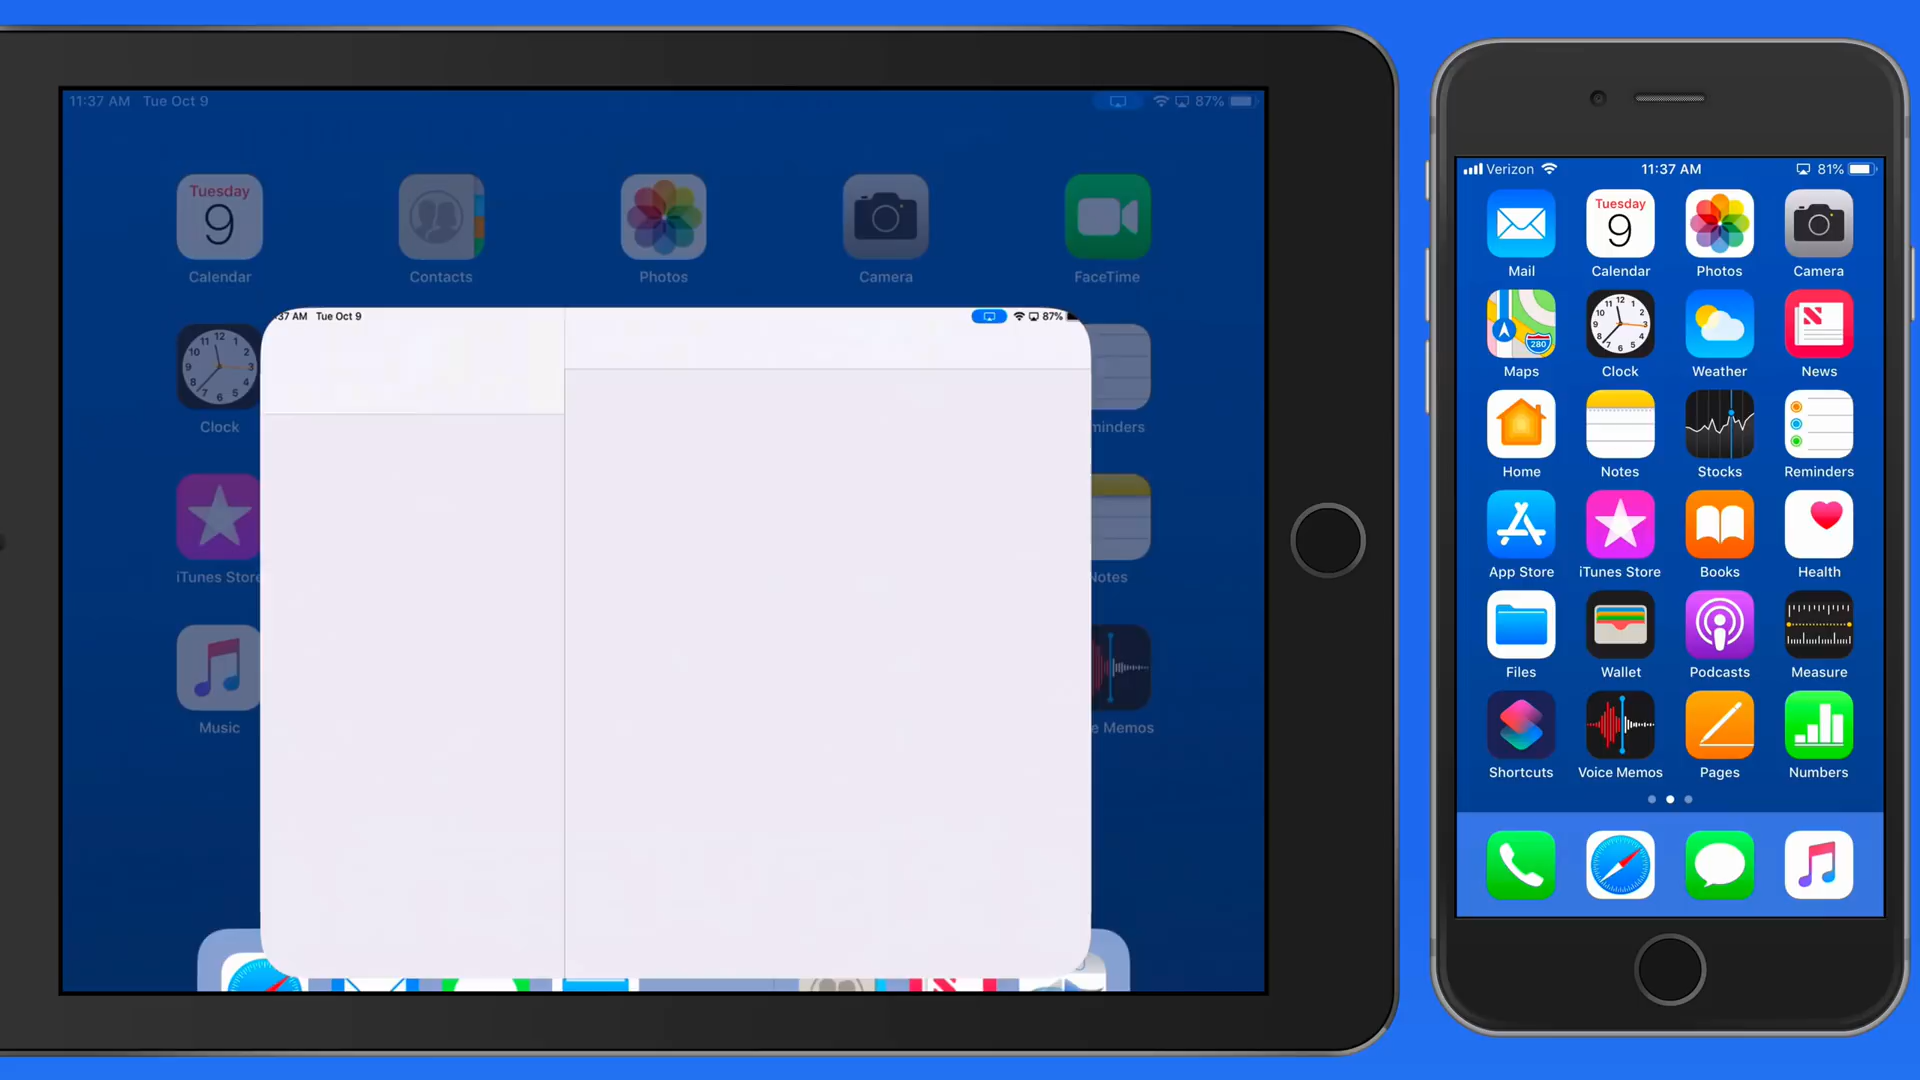 11:37 AM Tue Oct 9
87%
Tuesday
9
Calendar
Contacts
Photos
Camera
FaceTime
:37 AM Tue Oct 9
87%
Clock
minders
iTunes Store
Notes
Music
e Memos
Verizon
11:37 AM
81%
Mail
Tuesday
9
Calendar
Photos
Camera
280
Maps
Clock
Weather
News
Home
Notes
Stocks
Reminders
App Store
iTunes Store
Books
Health
Files
Wallet
Podcasts
Measure
Shortcuts
Voice Memos
Pages
Numbers